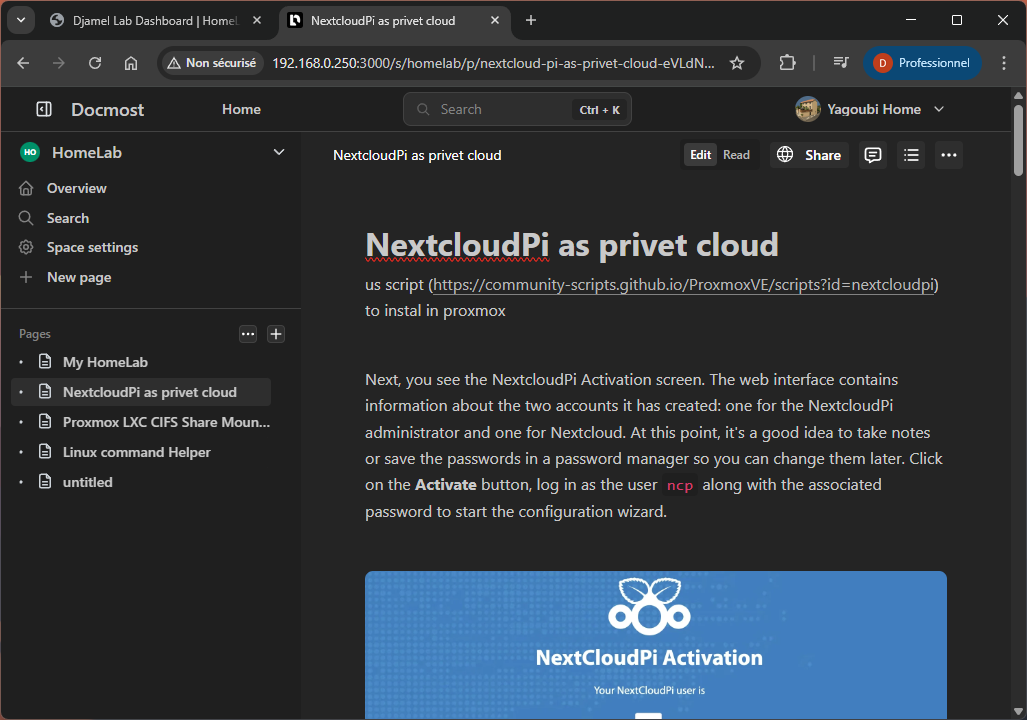 Djamel Lab Dashboard | HomeL
NextcloudPi as privet cloud
Non sécurisé
192.168.0.250:3000/s/homelab/p/nextcloud-pi-as-privet-cloud-eVLdN...
D
Professionnel
Docmost
Home
Search
Ctrl + K
Yagoubi Home
HO
HomeLab
Overview
Search
Space settings
New page
Pages
My HomeLab
NextcloudPi as privet cloud
Proxmox LXC CIFS Share Moun...
Linux command Helper
untitled
NextcloudPi as privet cloud
Edit
Read
Share
NextcloudPi as privet cloud
us script (https://community-scripts.github.io/ProxmoxVE/scripts?id=nextcloudpi)
to instal in proxmox
Next, you see the NextcloudPi Activation screen. The web interface contains
information about the two accounts it has created: one for the NextcloudPi
administrator and one for Nextcloud. At this point, it's a good idea to take notes
or save the passwords in a password manager so you can change them later. Click
on the Activate button, log in as the user ncp along with the associated
password to start the configuration wizard.
NextCloudPi Activation
Your NextCloudPi user is